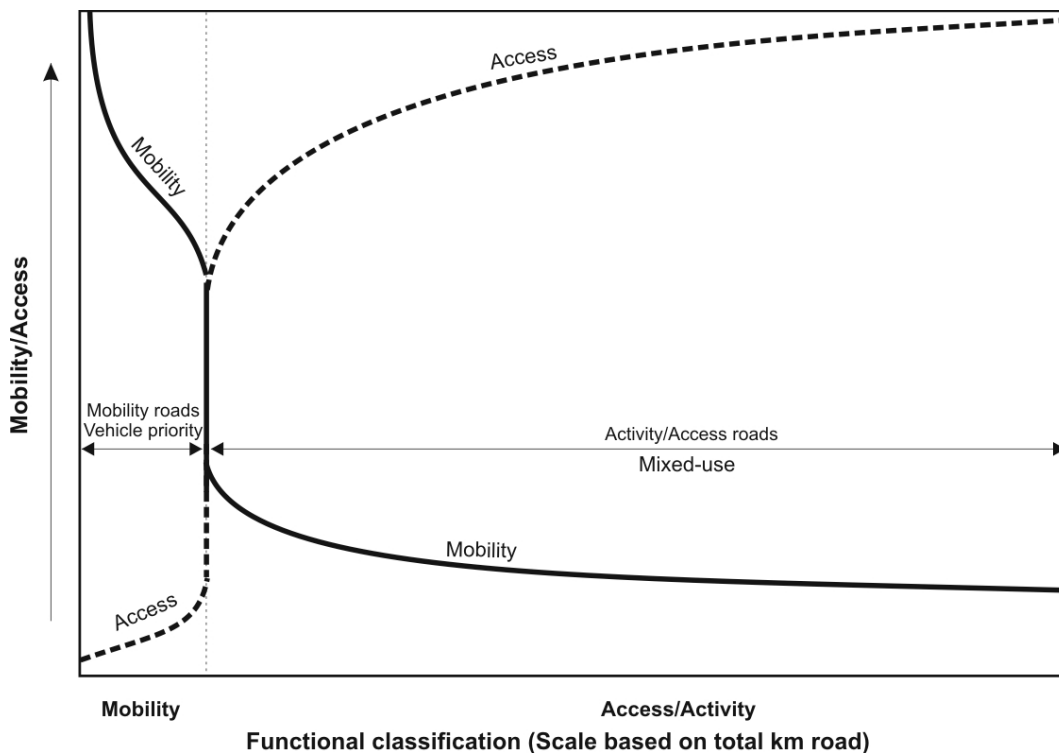 Access
Mobility
Mobility/Access
Mobility roads
Vehicle priority
Activity/Access roads
Mixed-use
Mobility
Access
Mobility
Access/Activity
Functional classification (Scale based on total km road)